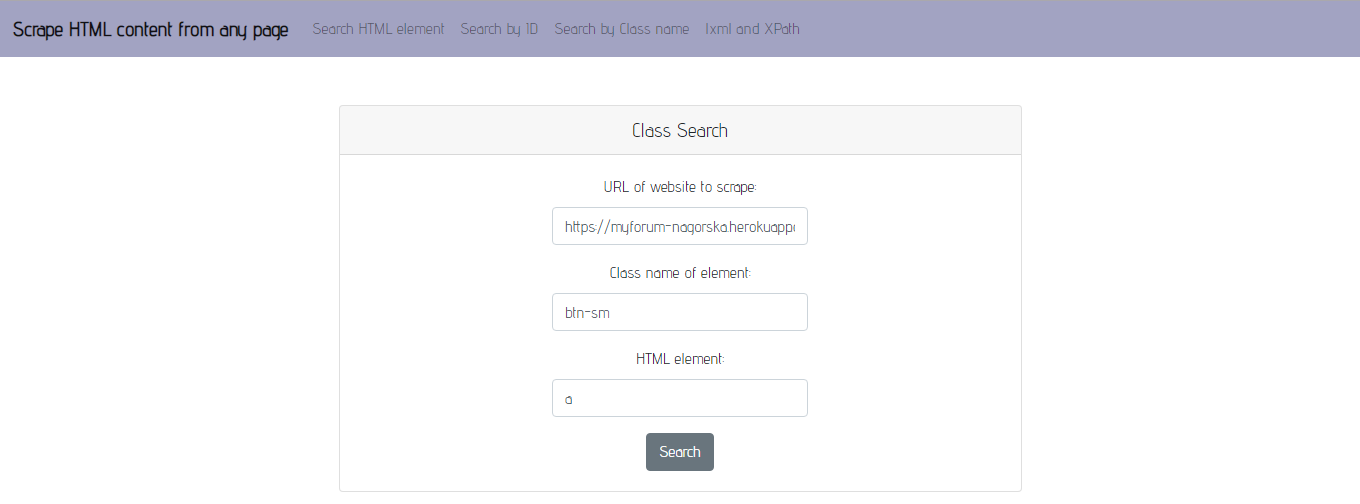 Scrape HTML content from any page Search HTML element Search by ID Search by Class name lxml and XPath
Class Search
URL of website to scrape:
https://myforum-nagorska.herokuapp
Class name of element:
btn-sm
HTML element:
a
Search